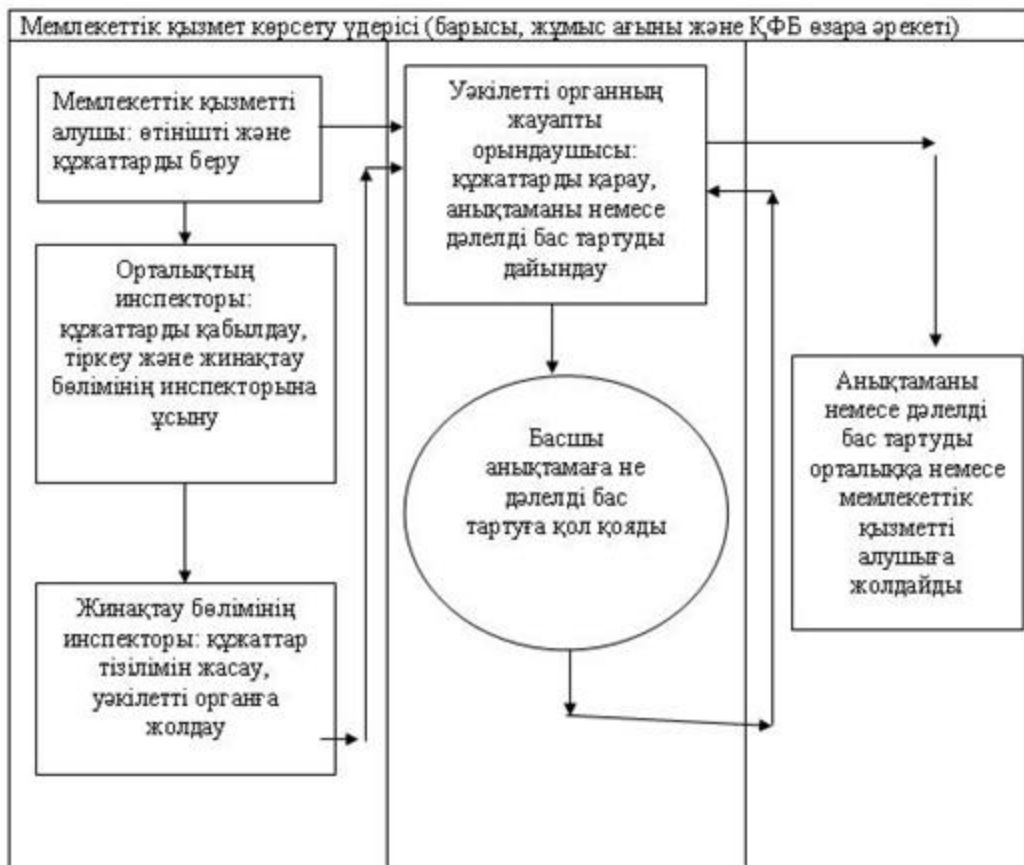 Мемлекеттік қызмет көрсету үдерісі (барысы, жұмыс ағыны және ҚФБ өзара әрекеті)
Мемлекеттік қызметті
алушы: өтінішті және
құжаттарды беру
Орталықтың
инспекторы:
құжаттарды қабылдау,
тіркеу және жинақтау
бөлімінің инспекторына
ұсыну
Жинақтау бөлімінің
инспекторы: құжаттар
тізілімін жасау,
уәкілетті органға
жолдау
Уәкілетті органның
жауапты
орындаушысы:
құжаттарды қарау,
анықтаманы немесе
дәлелді бас тартуды
дайындау
Басшы
анықтамаға не
дәлелді бас
тартуға қол қояды
Анықтаманы
немесе дәлелді
бас тартуды
орталыққа немесе
мемлекеттік
қызметті
алушыға
жолдайды